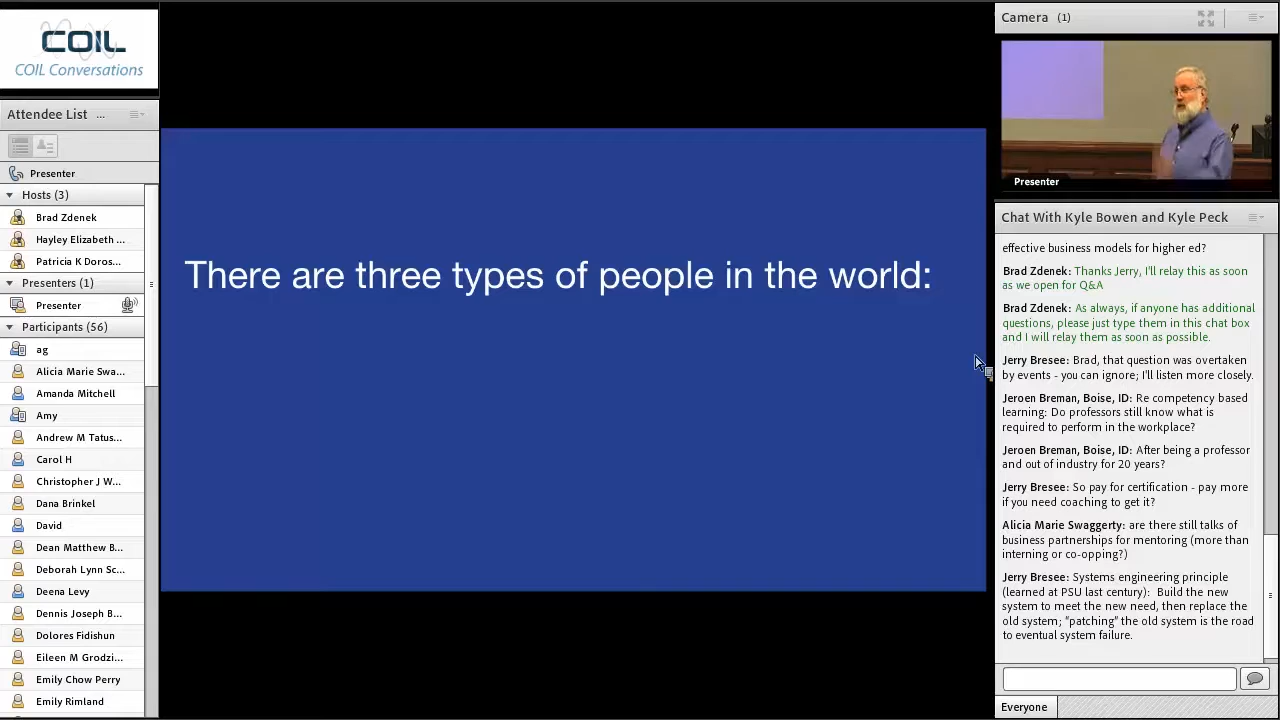 COIL
COIL Conversations
Attendee List ...
Presenter
Hosts (3)
Brad Zdenek
Hayley Elizabeth ...
Patricia K Doros...
Presenters (1)
Presenter
Participants (56)
ag
Alicia Marie Swa...
Amanda Mitchell
Amy
Andrew M Tatus...
Carol H
Christopher J W...
Dana Brinkel
David
Dean Matthew B...
Deborah Lynn Sc...
Deena Levy
Dennis Joseph B...
Dolores Fidishun
Eileen M Grodzi...
Emily Chow Perry
Emily Rimland
There are three types of people in the world:
Camera (1)
Presenter
Chat With Kyle Bowen and Kyle Peck
effective business models for higher ed?
Brad Zdenek: Thanks Jerry, I'll relay this as soon
as we open for Q&A
Brad Zdenek: As always, if anyone has additional
questions, please just type them in this chat box
and I will relay them as soon as possible.
Jerry Bresee: Brad, that question was overtaken
by events - you can ignore; I'll listen more closely.
Jeroen Breman, Boise, ID: Re competency based
learning: Do professors still know what is
required to perform in the workplace?
Jeroen Breman, Boise, ID: After being a professor
and out of industry for 20 years?
Jerry Bresee: So pay for certification - pay more
if you need coaching to get it?
Alicia Marie Swaggerty: are there still talks of
business partnerships for mentoring (more than
interning or co-opping?)
Jerry Bresee: Systems engineering principle
(learned at PSU last century): Build the new
system to meet the new need, then replace the
old system; "patching" the old system is the road
to eventual system failure.
Everyone